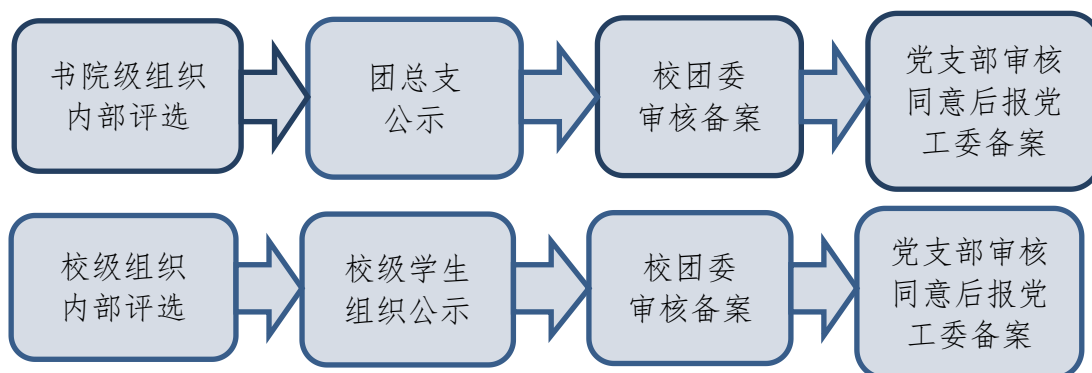 书院级组织
内部评选
团总支
公示
校团委
审核备案
党支部审核
同意后报党
工委备案
校级组织
内部评选
校级学生
组织公示
校团委
审核备案
党支部审核
同意后报党
工委备案